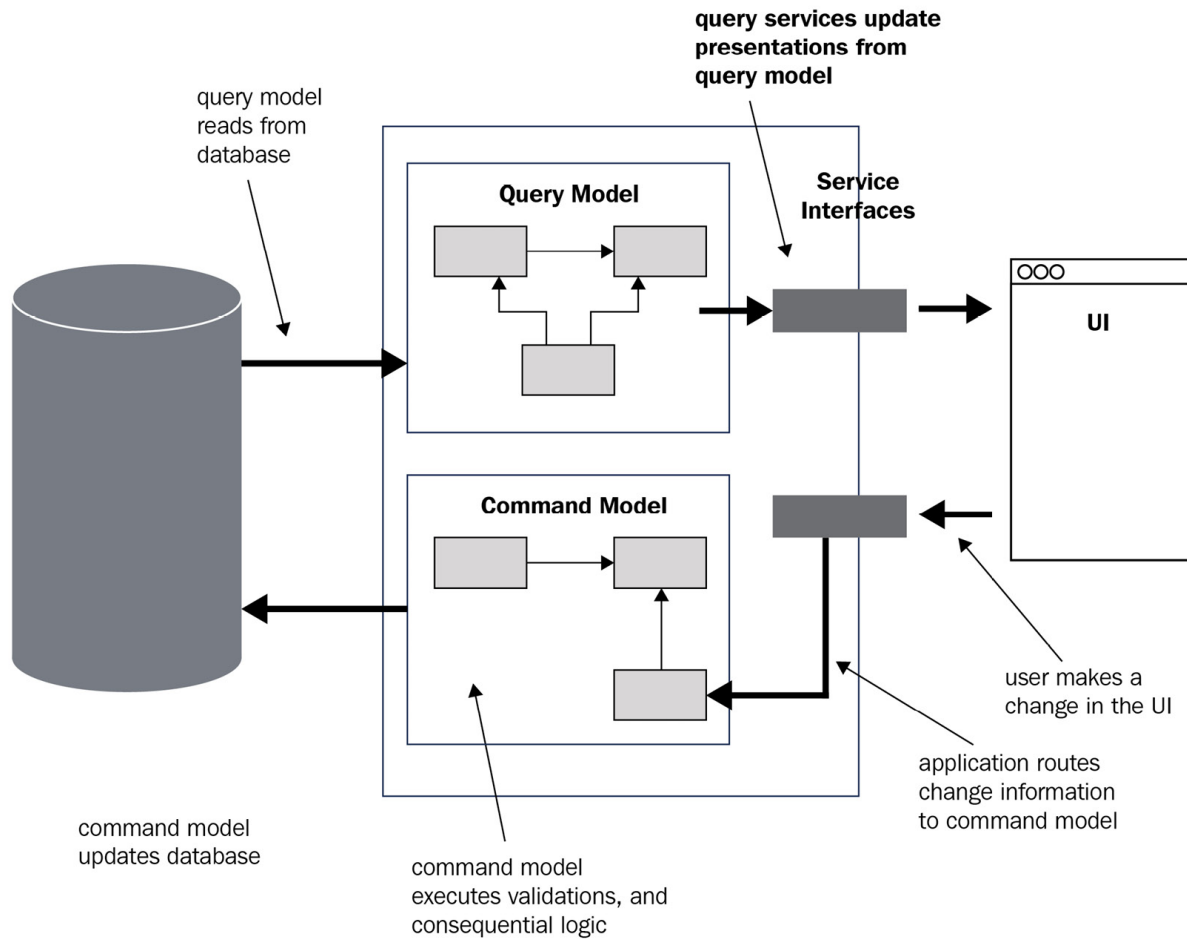 query services update
presentations from
query model
query model
reads from
database
Service
Interfaces
Query Model
UI
Command Model
user makes a
change in the UI
application routes
change information
to command model
command model
updates database
command model
executes validations, and
consequential logic